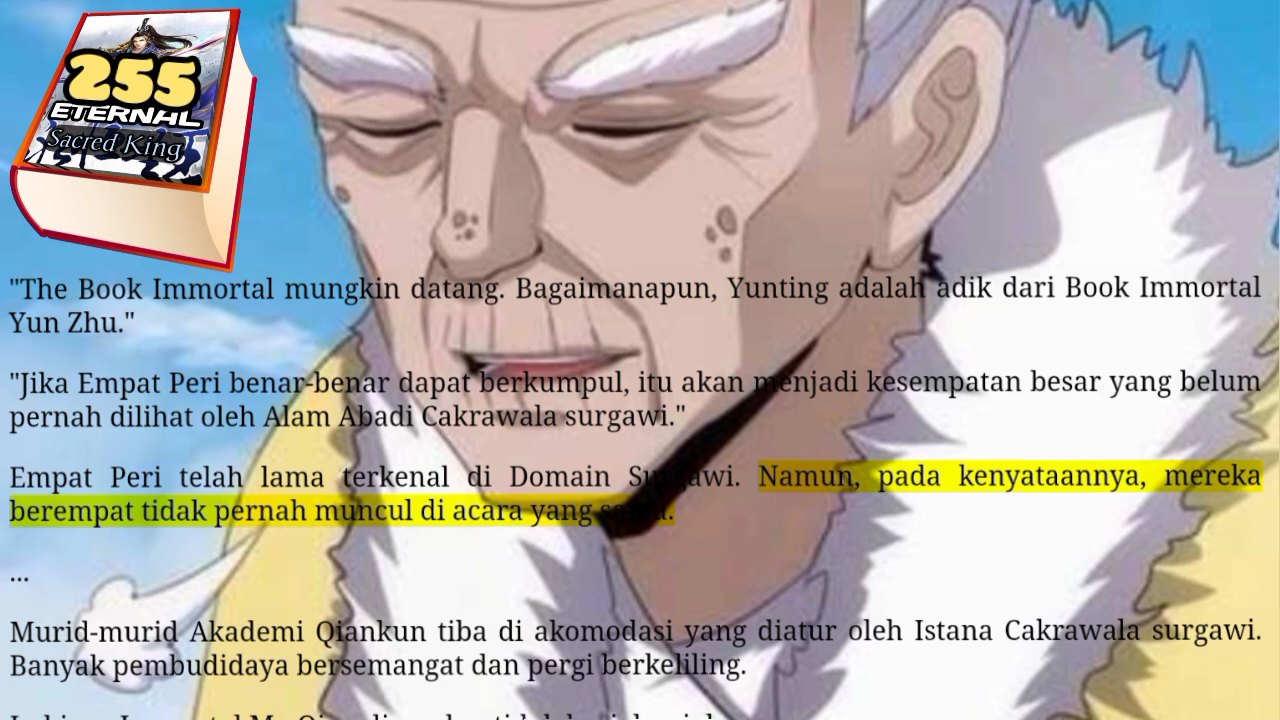 255
ETERNAL
Sacred King
"The Book Immortal mungkin datang. Bagaimanapun, Yunting adalah adik dari Book Immortal
Yun Zhu."
"Jika Empat Peri benar-benar dapat berkumpul, itu akan menjadi kesempatan besar yang belum
pernah dilihat oleh Alam Abadi Cakrawala surgawi."
Empat Peri telah lama terkenal di Domain Surgawi. Namun, pada kenyataannya, mereka
berempat tidak pernah muncul di acara yang sama.
...
Murid-murid Akademi Qiankun tiba di akomodasi yang diatur oleh Istana Cakrawala surgawi.
Banyak pembudidaya bersemangat dan pergi berkeliling.